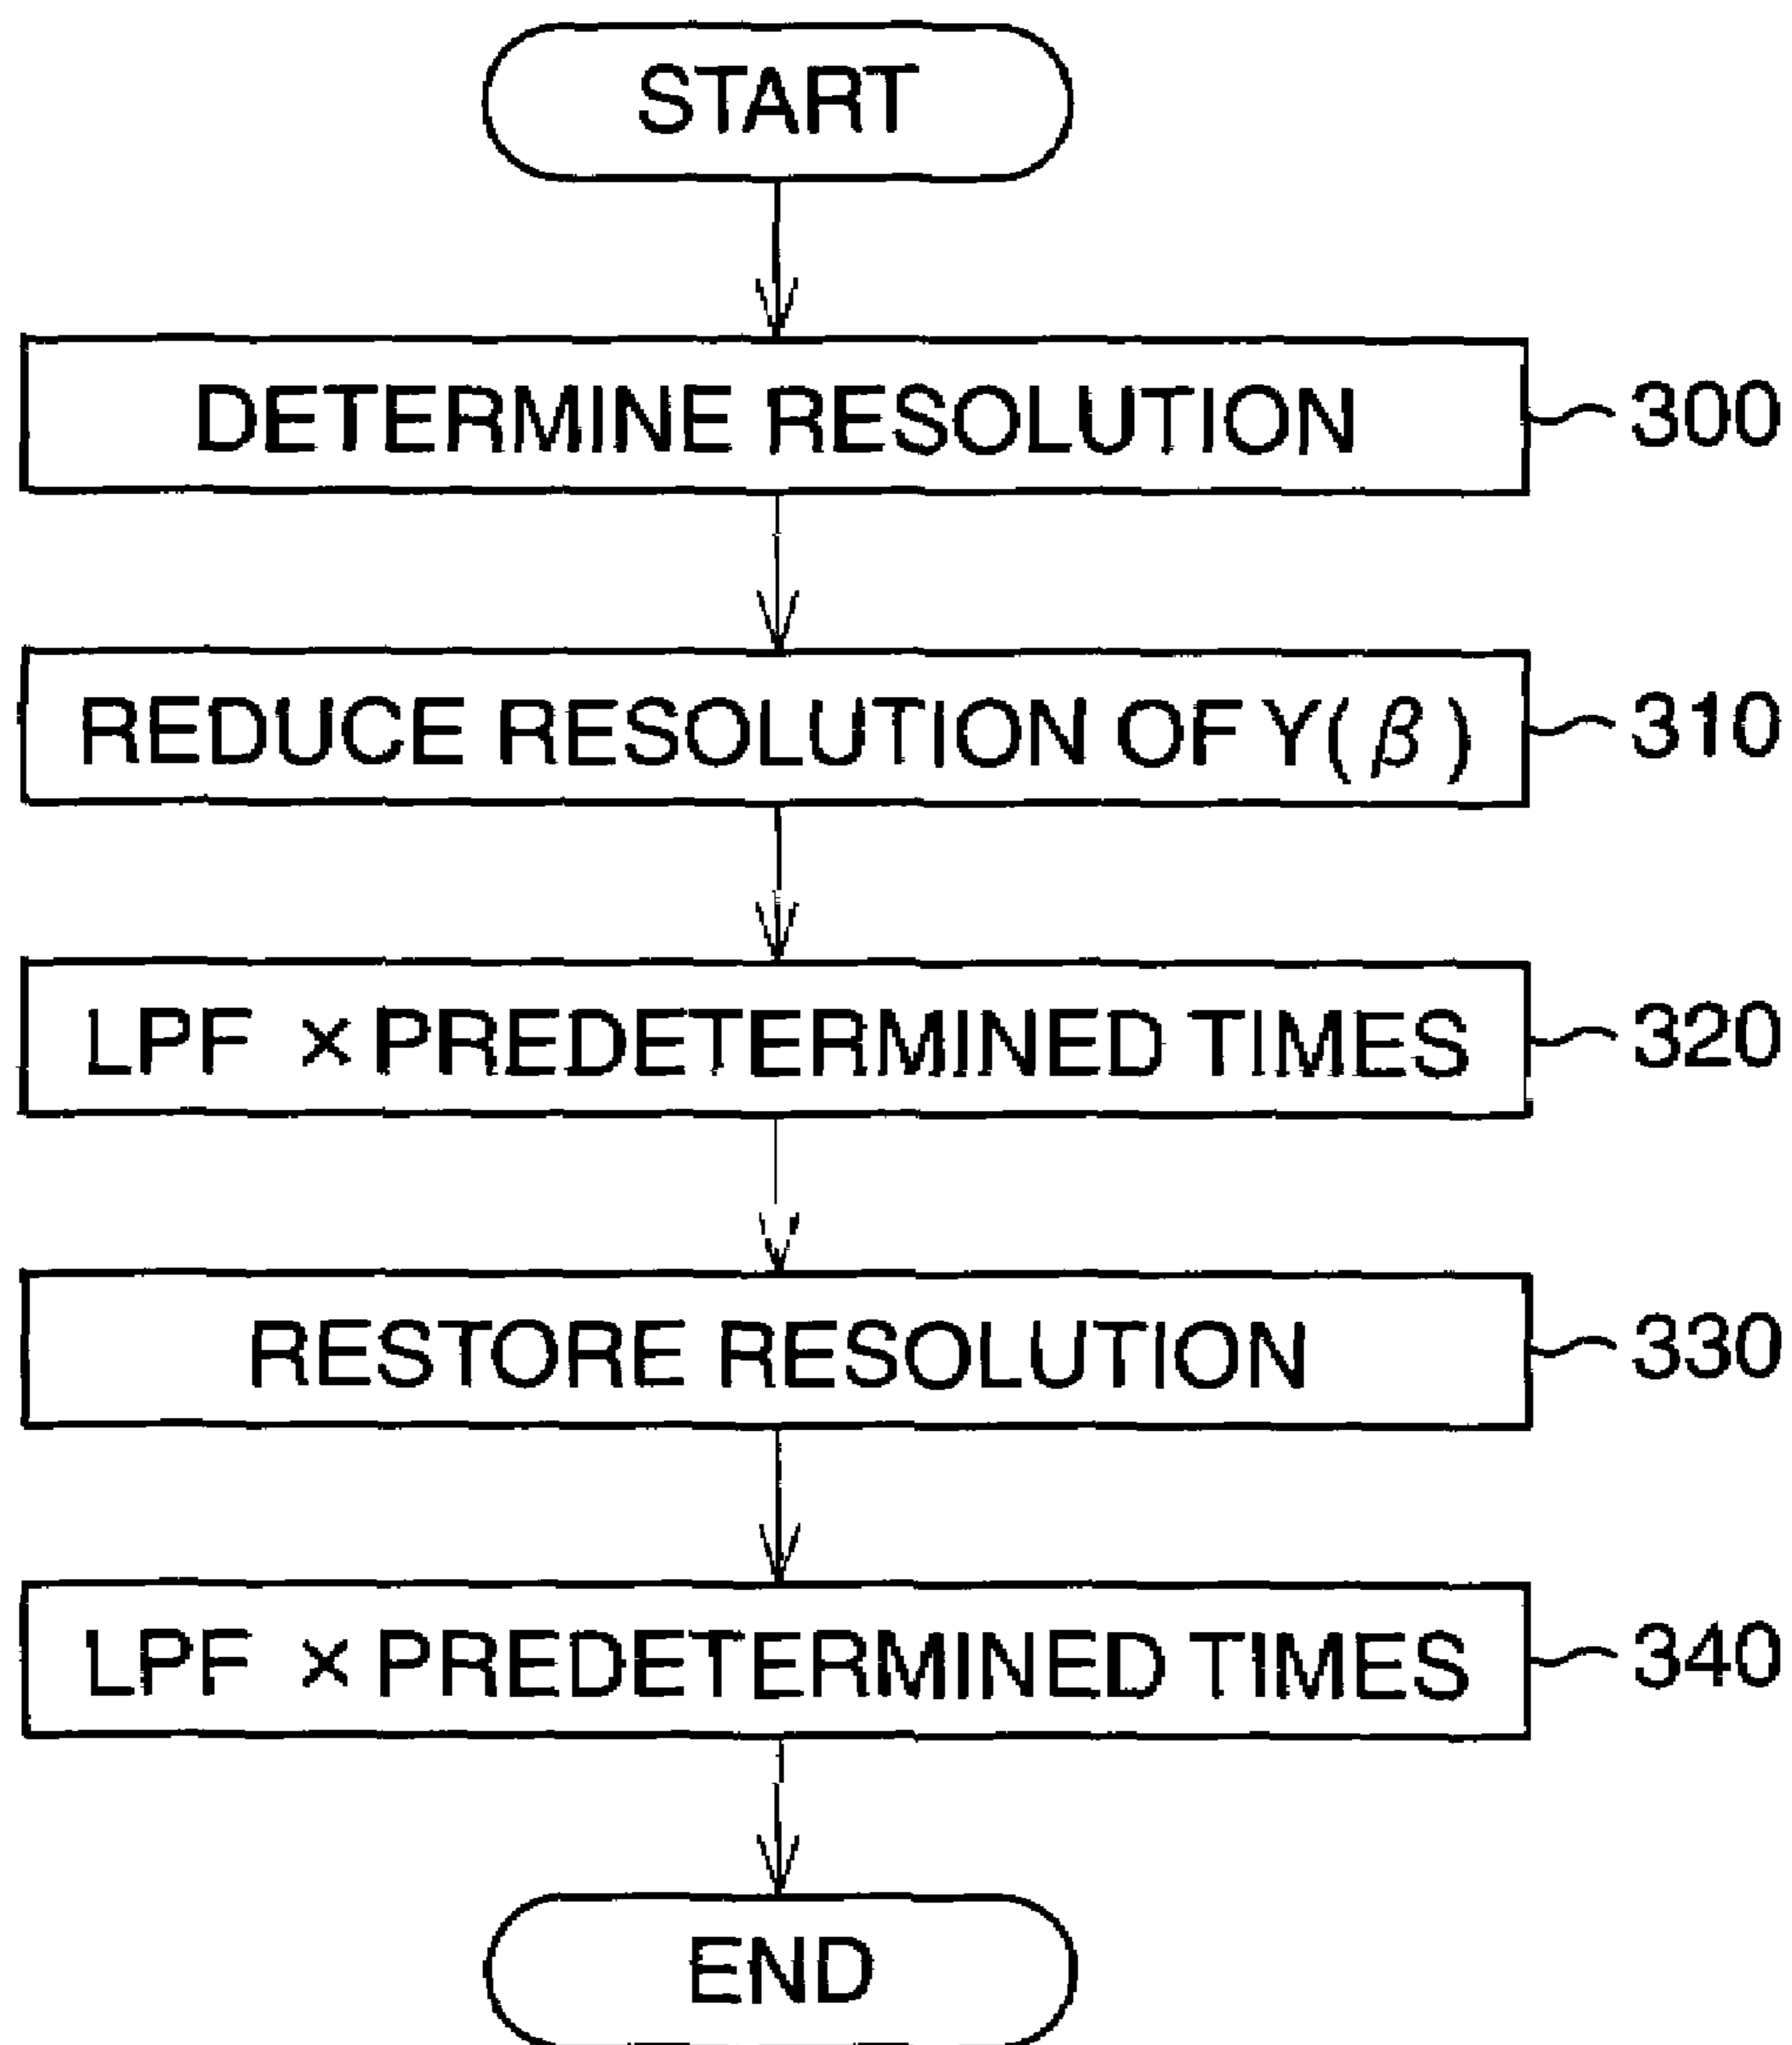 START
DETERMINE RESOLUTION
300
REDUCE RESOLUTION OF Y(β)
310
LPF × PREDETERMINED TIMES
320
RESTORE RESOLUTION
330
LPF × PREDETERMINED TIMES
340
END